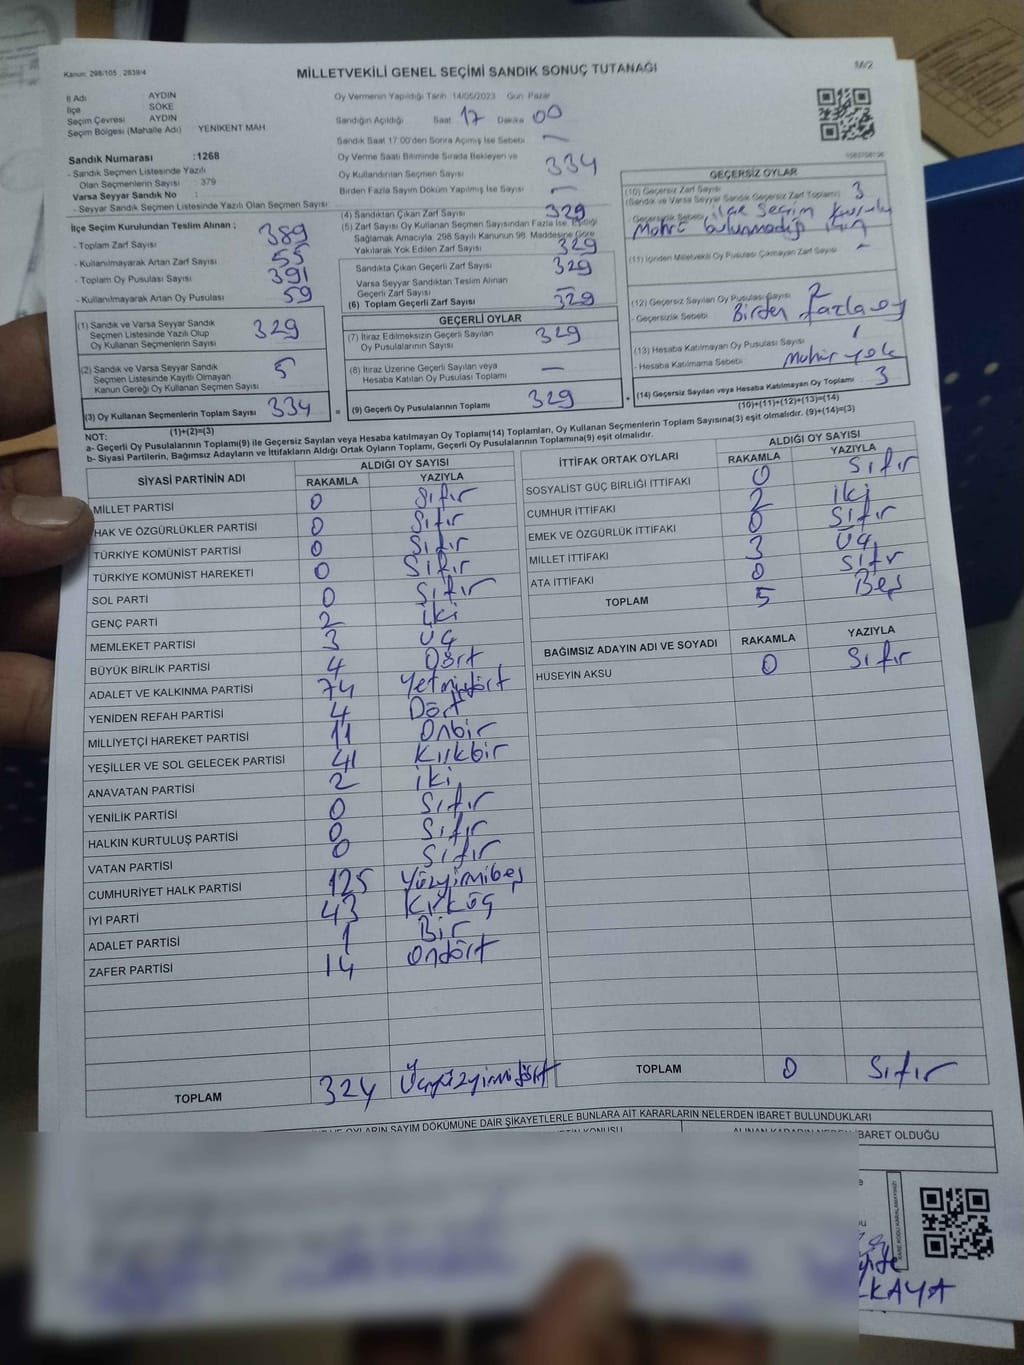 Kanun: 298/105 , 2839/4
MİLLETVEKİLİ GENEL SEÇİMİ SANDIK SONUÇ TUTANAĞI
M/2
İl Adı AYDIN
İlçe SÖKE
Seçim Çevresi AYDIN
Seçim Bölgesi (Mahalle Adı) YENİKENT MAH.
Oy Vermenin Yapıldığı Tarih 14/05/2023 Gün Pazar
Sandığın Açıldığı Saat 17 Dakika 00
Sandık Saat 17.00'den Sonra Açılmış İse Sebebi —
Oy Verme Saati Bitiminde Sırada Bekleyen ve
Oy Kullandırılan Seçmen Sayısı 334
Birden Fazla Sayım Döküm Yapılmış İse Sayısı —
Sandık Numarası :1268
- Sandık Seçmen Listesinde Yazılı
Olan Seçmenlerin Sayısı : 379
Varsa Seyyar Sandık No :
- Seyyar Sandık Seçmen Listesinde Yazılı Olan Seçmen Sayısı:
İlçe Seçim Kurulundan Teslim Alınan ;
- Toplam Zarf Sayısı 389
- Kullanılmayarak Artan Zarf Sayısı 55
- Toplam Oy Pusulası Sayısı 391
- Kullanılmayarak Artan Oy Pusulası 59
(1) Sandık ve Varsa Seyyar Sandık
Seçmen Listesinde Yazılı Olup
Oy Kullanan Seçmenlerin Sayısı 329
(2) Sandık ve Varsa Seyyar Sandık
Seçmen Listesinde Kayıtlı Olmayan
Kanun Gereği Oy Kullanan Seçmen Sayısı 5
(3) Oy Kullanan Seçmenlerin Toplam Sayısı 334
(1)+(2)=(3)
(4) Sandıktan Çıkan Zarf Sayısı 329
(5) Zarf Sayısı Oy Kullanan Seçmen Sayısından Fazla İse, Eşitliği
Sağlamak Amacıyla; 298 Sayılı Kanunun 98. Maddesine Göre
Yakılarak Yok Edilen Zarf Sayısı 329
Sandıkta Çıkan Geçerli Zarf Sayısı 329
Varsa Seyyar Sandıktan Teslim Alınan
Geçerli Zarf Sayısı —
(6) Toplam Geçerli Zarf Sayısı 329
GEÇERLİ OYLAR
(7) İtiraz Edilmeksizin Geçerli Sayılan
Oy Pusulalarının Sayısı 329
(8) İtiraz Üzerine Geçerli Sayılan veya
Hesaba Katılan Oy Pusulası Toplamı —
= (9) Geçerli Oy Pusulalarının Toplamı 329
GEÇERSİZ OYLAR
(10) Geçersiz Zarf Sayısı
(Sandık ve Varsa Seyyar Sandık Geçersiz Zarf Toplamı) 3
- Geçersizlik Sebebi ilçe Seçim Kurulu
Mohrü bulunmadığı için
(11) İçinden Milletvekili Oy Pusulası Çıkmayan Zarf Sayısı -
(12) Geçersiz Sayılan Oy Pusulası Sayısı 2
- Geçersizlik Sebebi Birden fazla oy
(13) Hesaba Katılmayan Oy Pusulası Sayısı 1
- Hesaba Katılmama Sebebi mohür yok
+ (14) Geçersiz Sayılan veya Hesaba Katılmayan Oy Toplamı 3
(10)+(11)+(12)+(13)=(14)
NOT:
a- Geçerli Oy Pusulaları Toplamı(9) ile Geçersiz Sayılan veya Hesaba katılmayan Oy Toplamı(14) Toplamları, Oy Kullanan Seçmenlerin Toplam Sayısına(3) eşit olmalıdır. (9)+(14)=(3)
b- Siyasi Partilerin, Bağımsız Adayların ve İttifakların Aldığı Ortak Oyların Toplamı, Geçerli Oy Pusulalarının Toplamına(9) eşit olmalıdır.
SİYASİ PARTİNİN ADI ALDIĞI OY SAYISI
RAKAMLA YAZIYLA
MİLLET PARTİSİ 0 Sıfır
HAK VE ÖZGÜRLÜKLER PARTİSİ 0 Sıfır
TÜRKİYE KOMÜNİST PARTİSİ 0 Sıfır
TÜRKİYE KOMÜNİST HAREKETİ 0 Sıfır
SOL PARTİ 0 Sıfır
GENÇ PARTİ 2 iki
MEMLEKET PARTİSİ 3 Üç
BÜYÜK BİRLİK PARTİSİ 4 Dört
ADALET VE KALKINMA PARTİSİ 74 Yetmişdört
YENİDEN REFAH PARTİSİ 4 Dört
MİLLİYETÇİ HAREKET PARTİSİ 11 Onbir
YEŞİLLER VE SOL GELECEK PARTİSİ 41 Kırkbir
ANAVATAN PARTİSİ 2 iki
YENİLİK PARTİSİ 0 Sıfır
HALKIN KURTULUŞ PARTİSİ 0 Sıfır
VATAN PARTİSİ 0 Sıfır
CUMHURİYET HALK PARTİSİ 125 Yüzyirmibeş
İYİ PARTİ 43 Kırküç
ADALET PARTİSİ 1 Bir
ZAFER PARTİSİ 14 Ondört
TOPLAM 324 Üçyüzyirmidört
İTTİFAK ORTAK OYLARI ALDIĞI OY SAYISI
RAKAMLA YAZIYLA
SOSYALİST GÜÇ BİRLİĞİ İTTİFAKI 0 Sıfır
CUMHUR İTTİFAKI 2 iki
EMEK VE ÖZGÜRLÜK İTTİFAKI 0 Sıfır
MİLLET İTTİFAKI 3 Üç
ATA İTTİFAKI 0 Sıfır
TOPLAM 5 Beş
BAĞIMSIZ ADAYIN ADI VE SOYADI RAKAMLA YAZIYLA
HÜSEYİN AKSU 0 Sıfır
TOPLAM 0 Sıfır
VE OYLARIN SAYIM DÖKÜMÜNE DAİR ŞİKAYETLERLE BUNLARA AİT KARARLARIN NELERDEN İBARET BULUNDUKLARI
KONUSU
ALINAN KARARIN NEDEN İBARET OLDUĞU
KAYA